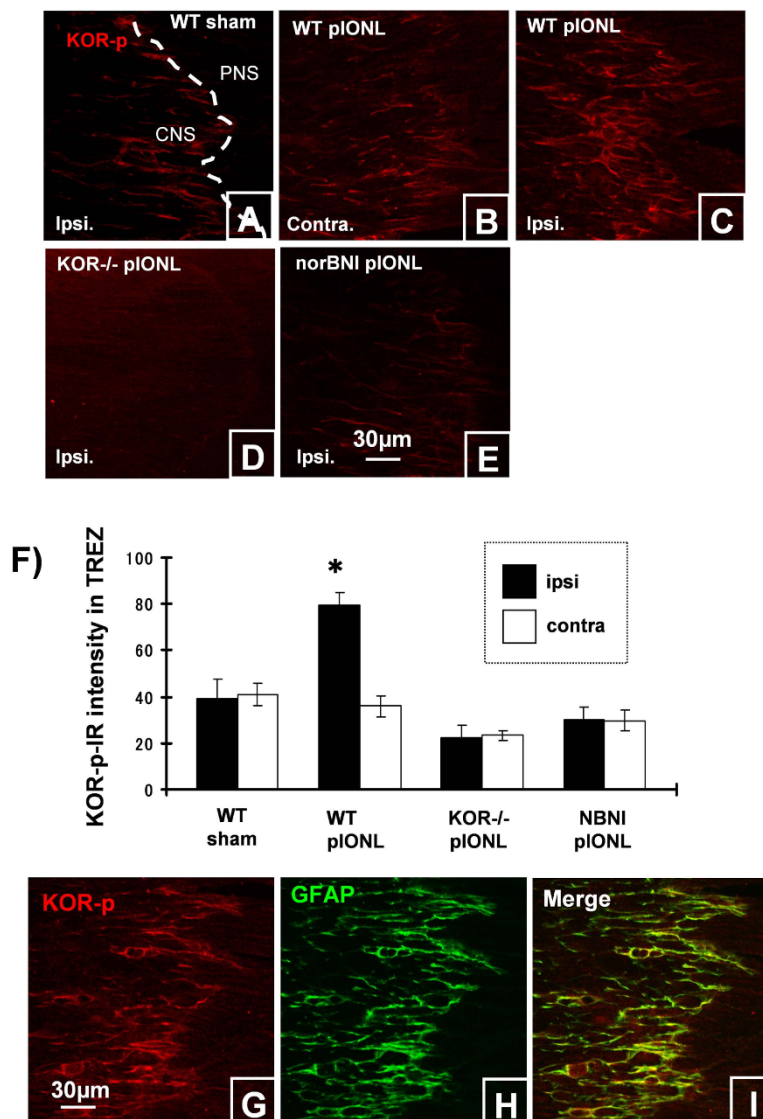 WT sham
KOR-p
PNS
CNS
Ipsi.
A
WT pIONL
Contra.
B
WT pIONL
Ipsi.
C
KOR-/- pIONL
Ipsi.
D
norBNI pIONL
30µm
Ipsi.
E
F)
KOR-p-IR intensity in TREZ
100
80
60
40
20
0
*
ipsi
contra
WT
sham
WT
pIONL
KOR-/-
pIONL
NBNI
pIONL
KOR-p
30µm
G
GFAP
H
Merge
I